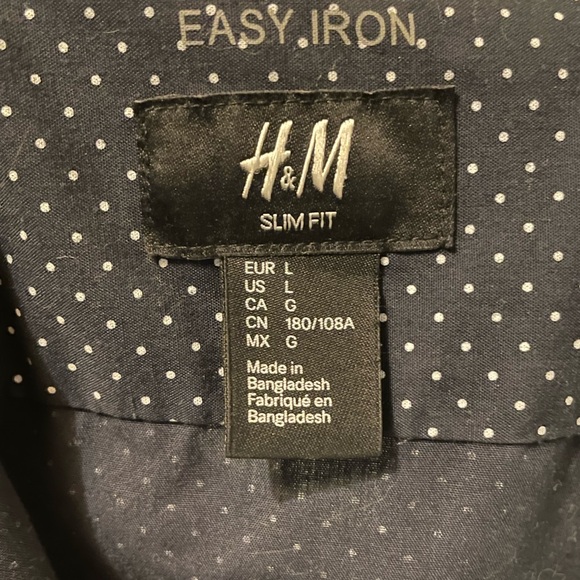 EASY IRON
H&M
SLIM FIT
EUR L
US L
CA G
CN 180/108A
MX G
Made in
Bangladesh
Fabriqué en
Bangladesh